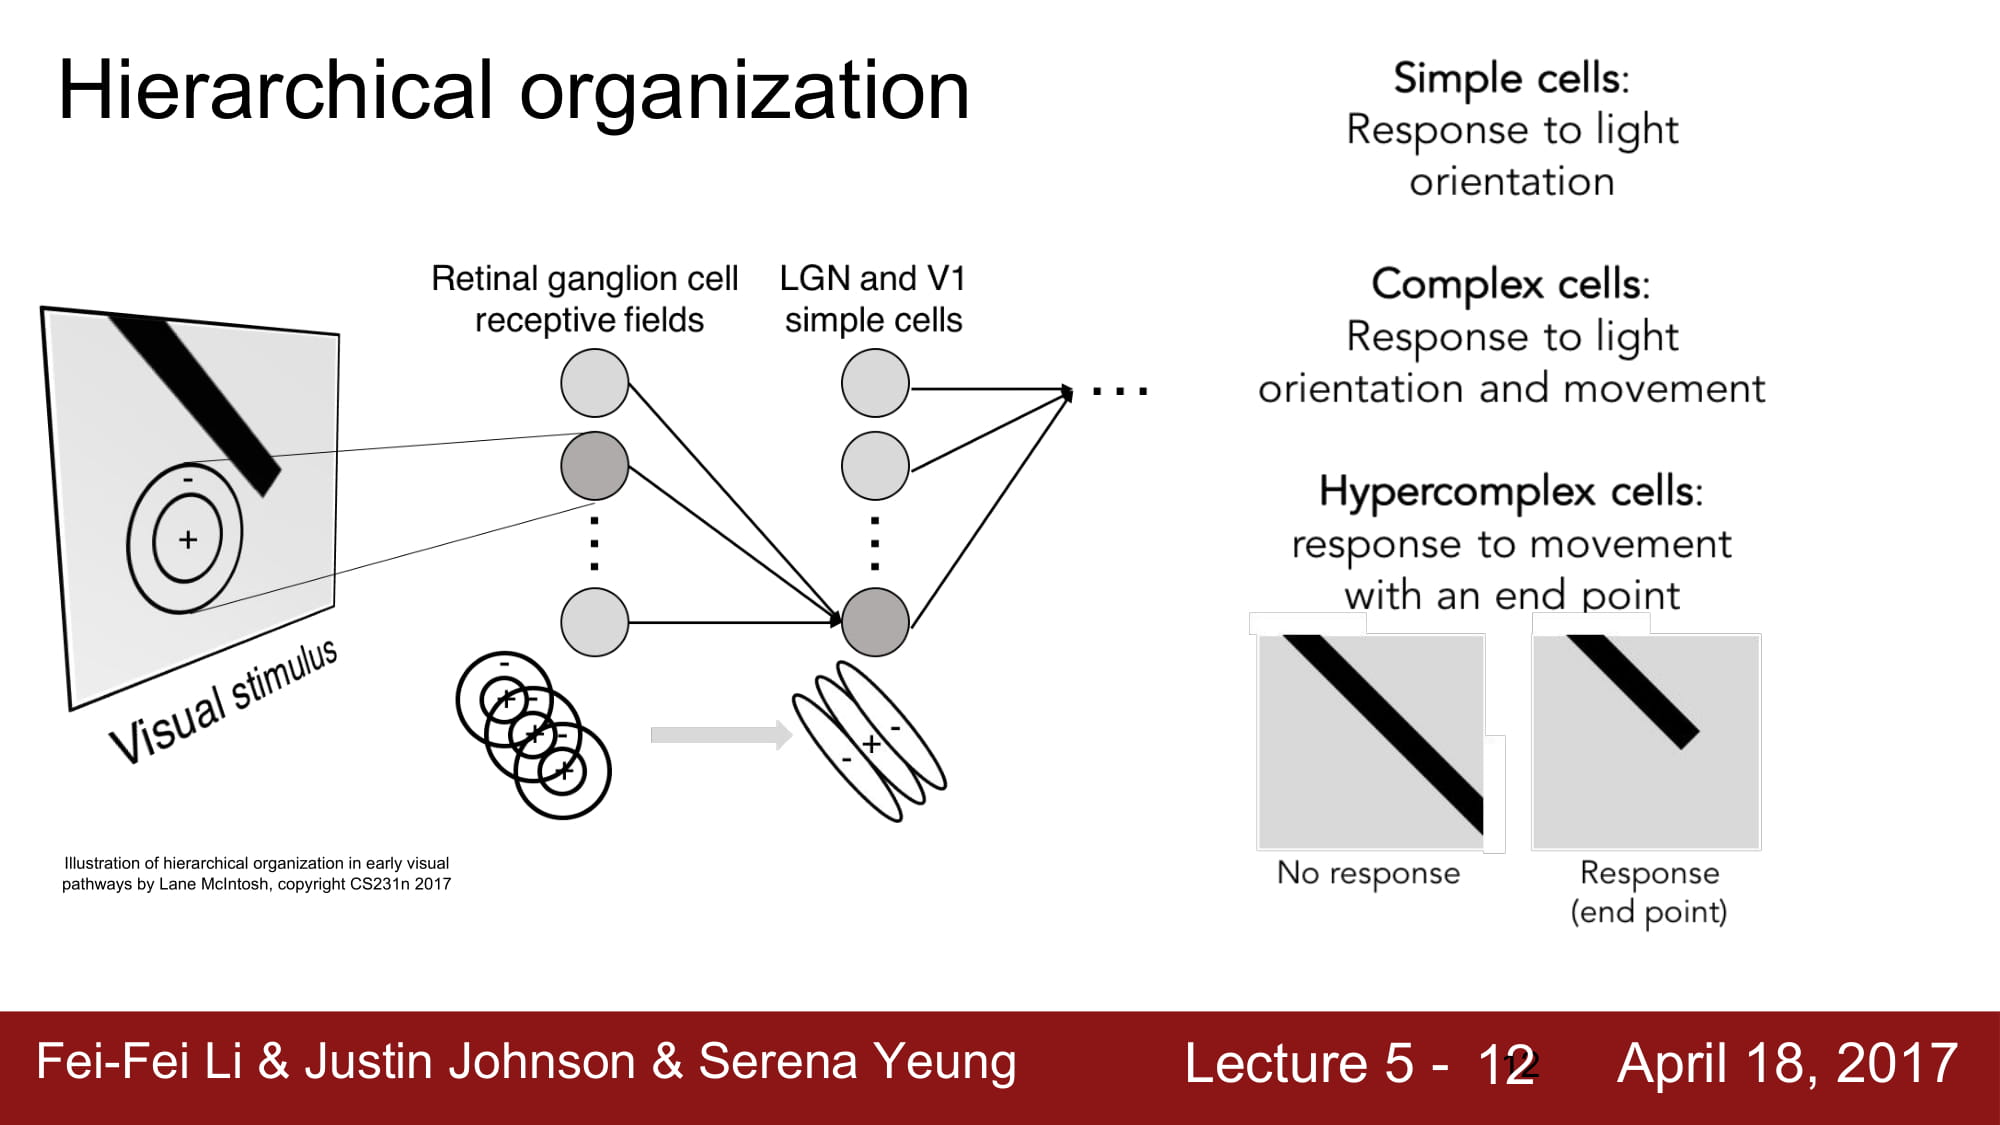 Hierarchical organization
Simple cells:
Response to light
orientation
Complex cells:
Response to light
orientation and movement
Hypercomplex cells:
response to movement
with an end point
No response
Response
(end point)
Retinal ganglion cell
receptive fields
LGN and V1
simple cells
. . .
-
+
Visual stimulus
-
+
-
+
-
+
-
+
-
Illustration of hierarchical organization in early visual
pathways by Lane McIntosh, copyright CS231n 2017
Fei-Fei Li & Justin Johnson & Serena Yeung
Lecture 5 - 12
12
April 18, 2017